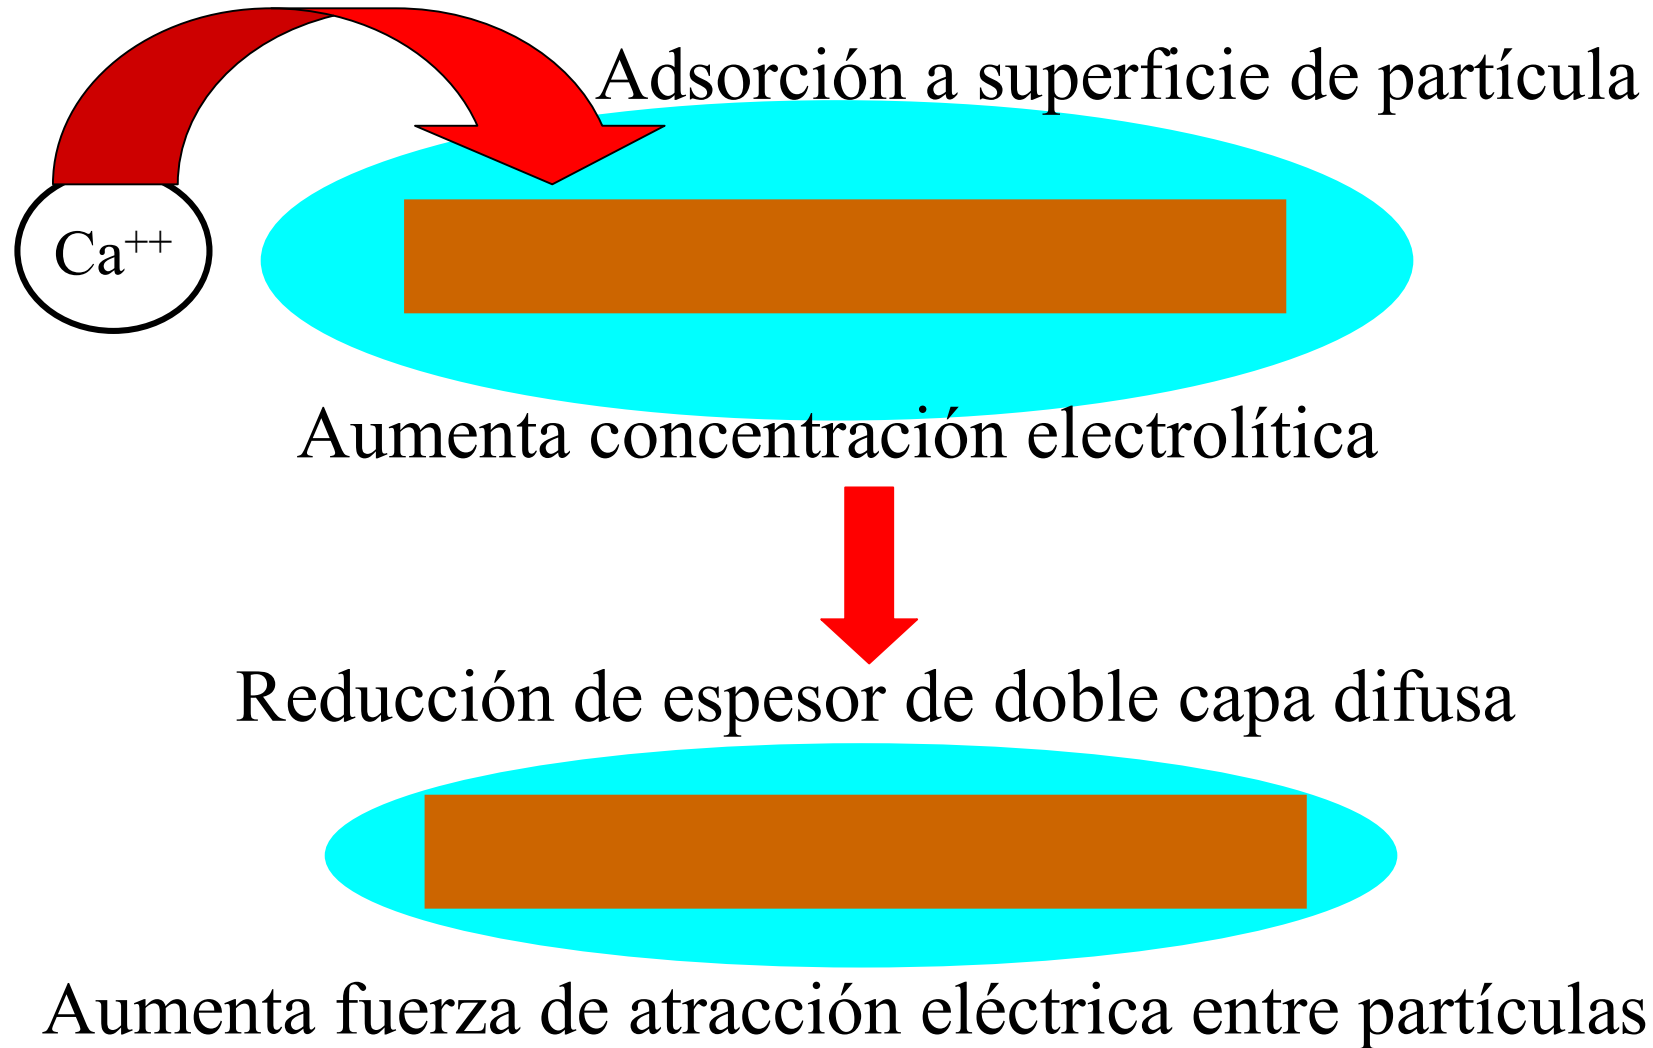 Adsorción a superficie de partícula
Ca⁺⁺
Aumenta concentración electrolítica
Reducción de espesor de doble capa difusa
Aumenta fuerza de atracción eléctrica entre partículas